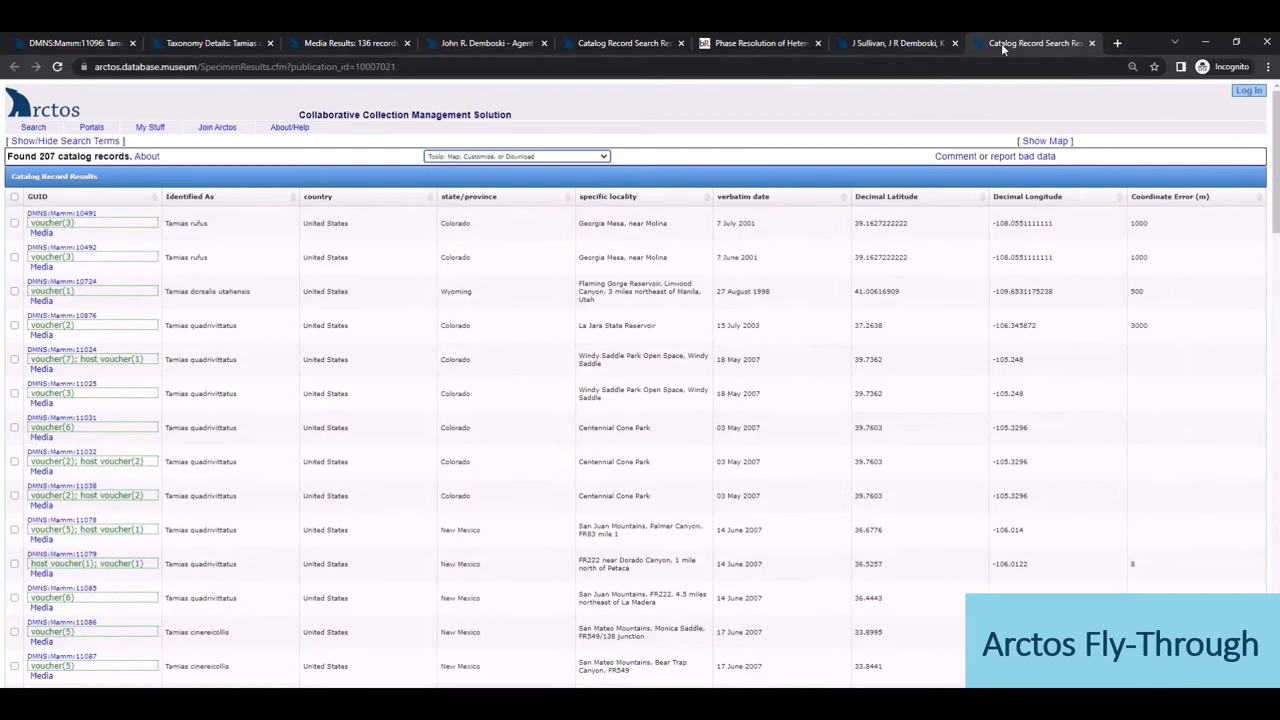 DMNS:Mamm:11096: Tami
Taxonomy Details: Tamias
Media Results: 136 record
John R. Demboski - Agent
Catalog Record Search Re
bR Phase Resolution of Heter
J Sullivan, J R Demboski, K
Catalog Record Search Res
arctos.database.museum/SpecimenResults.cfm?publication_id=10007021
Incognito
Arctos
Collaborative Collection Management Solution
Log In
Search Portals My Stuff Join Arctos About/Help
[ Show/Hide Search Terms ]
[ Show Map ]
Found 207 catalog records. About
Tools: Map, Customize, or Download
Comment or report bad data
Catalog Record Results
GUID Identified As country state/province specific locality verbatim date Decimal Latitude Decimal Longitude Coordinate Error (m)
DMNS:Mamm:10491
voucher(3) Tamias rufus United States Colorado Georgia Mesa, near Molina 7 July 2001 39.1627222222 -108.0551111111 1000
Media
DMNS:Mamm:10492
voucher(3) Tamias rufus United States Colorado Georgia Mesa, near Molina 7 June 2001 39.1627222222 -108.0551111111 1000
Media
DMNS:Mamm:10724
Flaming Gorge Reservoir, Linwood
voucher(1) Tamias dorsalis utahensis United States Wyoming Canyon, 3 miles northeast of Manila, 27 August 1998 41.00616909 -109.6531175238 500
Media Utah
DMNS:Mamm:10876
voucher(2) Tamias quadrivittatus United States Colorado La Jara State Reservoir 15 July 2003 37.2638 -106.345872 3000
Media
DMNS:Mamm:11024
voucher(7); host voucher(1) Tamias quadrivittatus United States Colorado Windy Saddle Park Open Space, Windy Saddle 18 May 2007 39.7362 -105.248
Media
DMNS:Mamm:11025
voucher(3) Tamias quadrivittatus United States Colorado Windy Saddle Park Open Space, Windy Saddle 18 May 2007 39.7362 -105.248
Media
DMNS:Mamm:11031
voucher(6) Tamias quadrivittatus United States Colorado Centennial Cone Park 03 May 2007 39.7603 -105.3296
Media
DMNS:Mamm:11032
voucher(2); host voucher(2) Tamias quadrivittatus United States Colorado Centennial Cone Park 03 May 2007 39.7603 -105.3296
Media
DMNS:Mamm:11038
voucher(2); host voucher(2) Tamias quadrivittatus United States Colorado Centennial Cone Park 03 May 2007 39.7603 -105.3296
Media
DMNS:Mamm:11078
voucher(5); host voucher(1) Tamias quadrivittatus United States New Mexico San Juan Mountains, Palmer Canyon, FR83 mile 1 14 June 2007 36.6776 -106.014
Media
DMNS:Mamm:11079
host voucher(1); voucher(1) Tamias quadrivittatus United States New Mexico FR222 near Dorado Canyon, 1 mile north of Petaca 14 June 2007 36.5257 -106.0122 8
Media
DMNS:Mamm:11085
voucher(6) Tamias quadrivittatus United States New Mexico San Juan Mountains, FR222, 4.5 miles northeast of La Madera 14 June 2007 36.4443
Media
DMNS:Mamm:11086
voucher(5) Tamias cinereicollis United States New Mexico San Mateo Mountains, Monica Saddle, FR549/138 junction 17 June 2007 33.8995
Media
DMNS:Mamm:11087
voucher(5) Tamias cinereicollis United States New Mexico San Mateo Mountains, Bear Trap Canyon, FR549 17 June 2007 33.8441
Media
Arctos Fly-Through